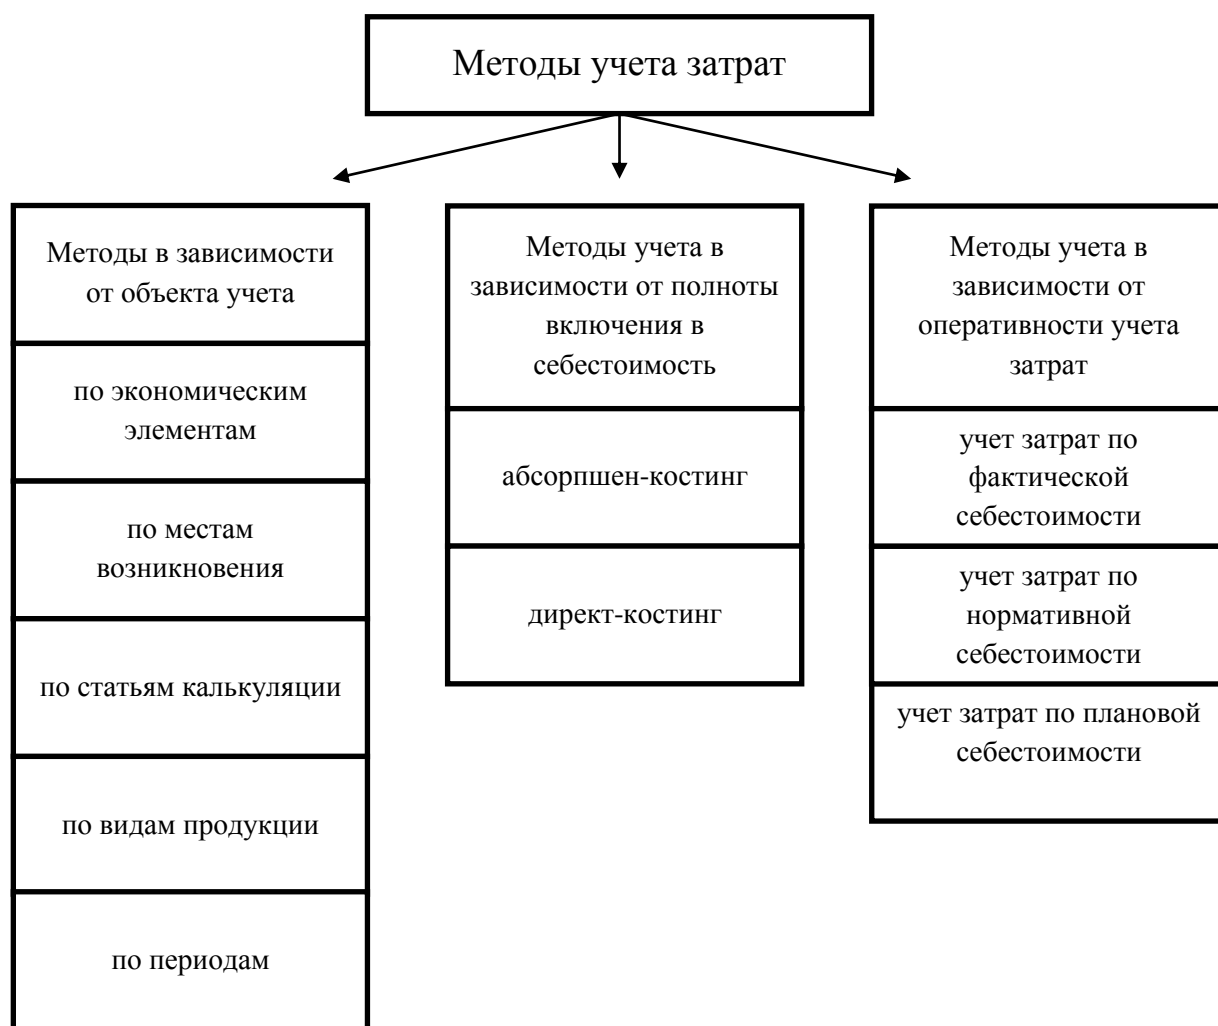 Методы учета затрат
Методы в зависимости
от объекта учета
по экономическим
элементам
по местам
возникновения
по статьям калькуляции
по видам продукции
по периодам
Методы учета в
зависимости от полноты
включения в
себестоимость
абсорпшен-костинг
директ-костинг
Методы учета в
зависимости от
оперативности учета
затрат
учет затрат по
фактической
себестоимости
учет затрат по
нормативной
себестоимости
учет затрат по плановой
себестоимости